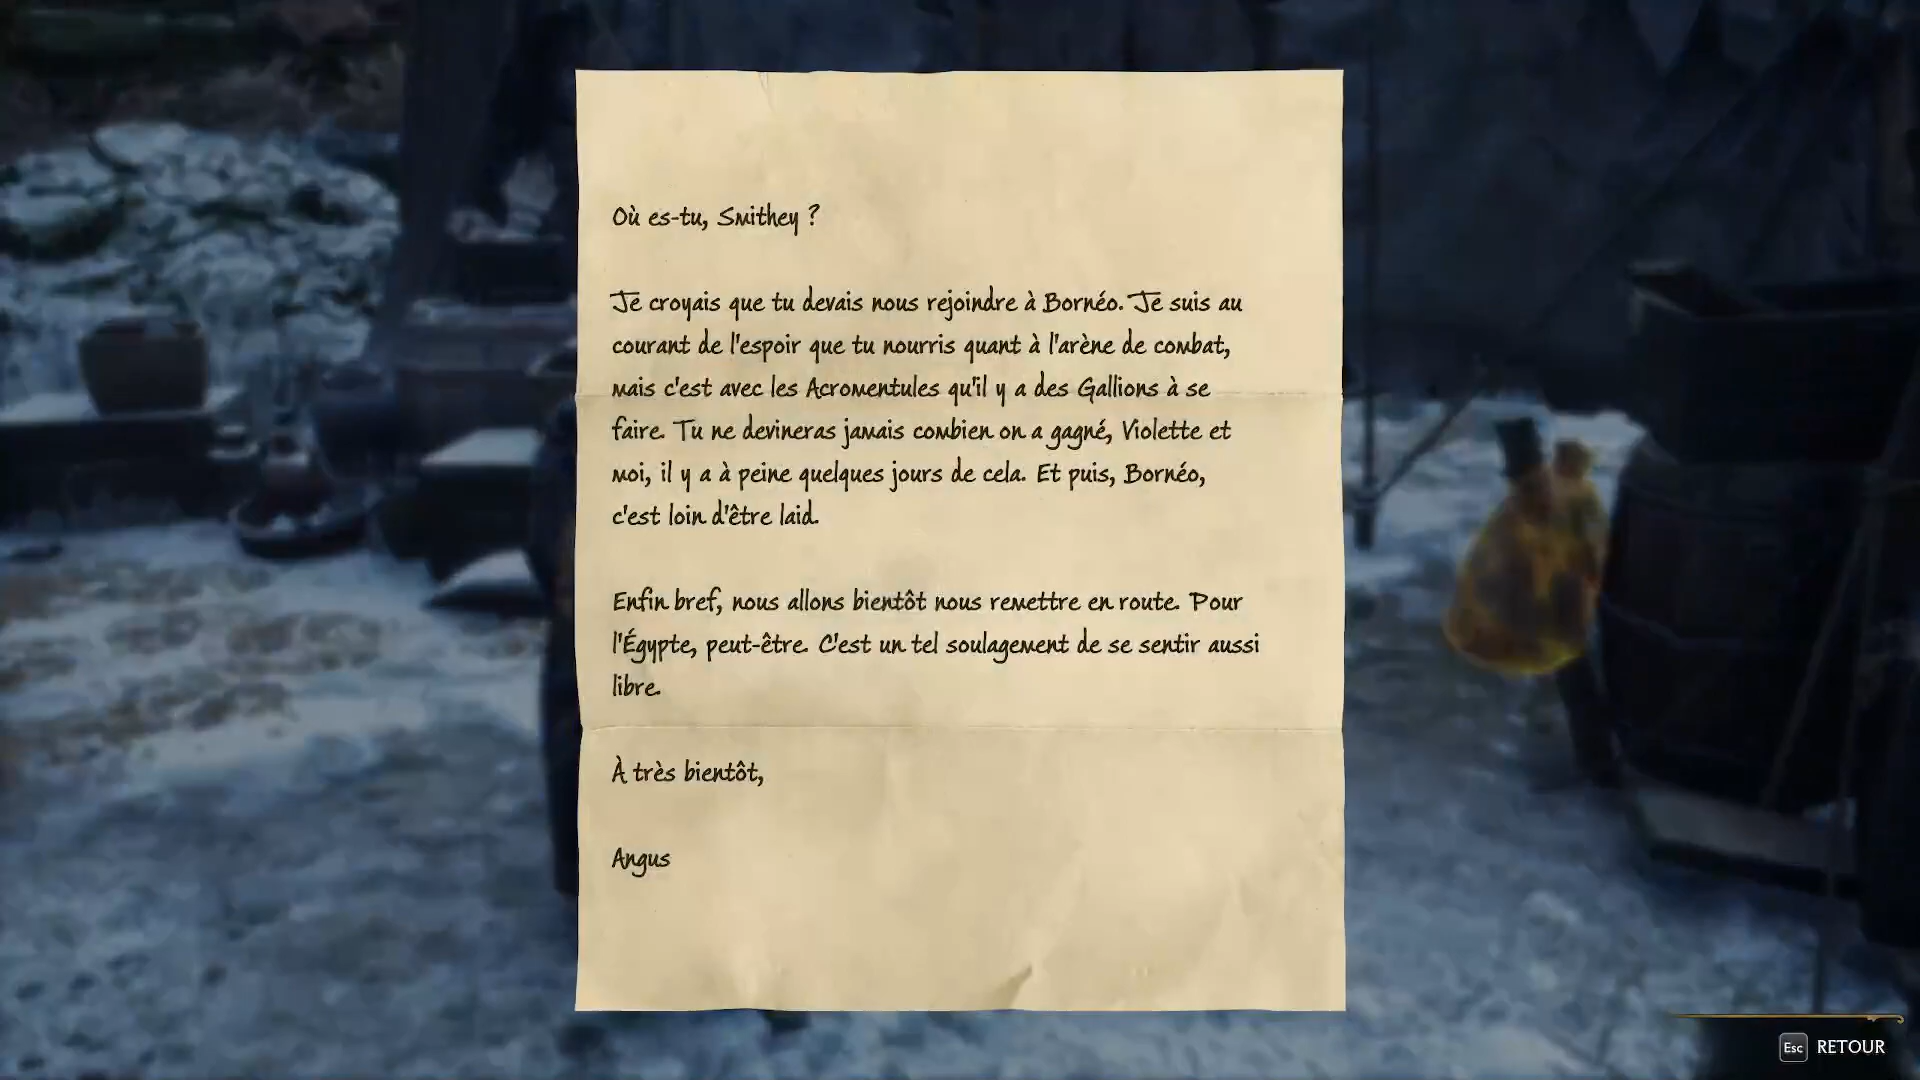 Où es-tu, Smithey ?
Je croyais que tu devais nous rejoindre à Bornéo. Je suis au
courant de l'espoir que tu nourris quant à l'arène de combat,
mais c'est avec les Acromentules qu'il y a des Gallions à se
faire. Tu ne devineras jamais combien on a gagné, Violette et
moi, il y a à peine quelques jours de cela. Et puis, Bornéo,
c'est loin d'être laid.
Enfin bref, nous allons bientôt nous remettre en route. Pour
l'Égypte, peut-être. C'est un tel soulagement de se sentir aussi
libre.
À très bientôt,
Angus
Esc RETOUR